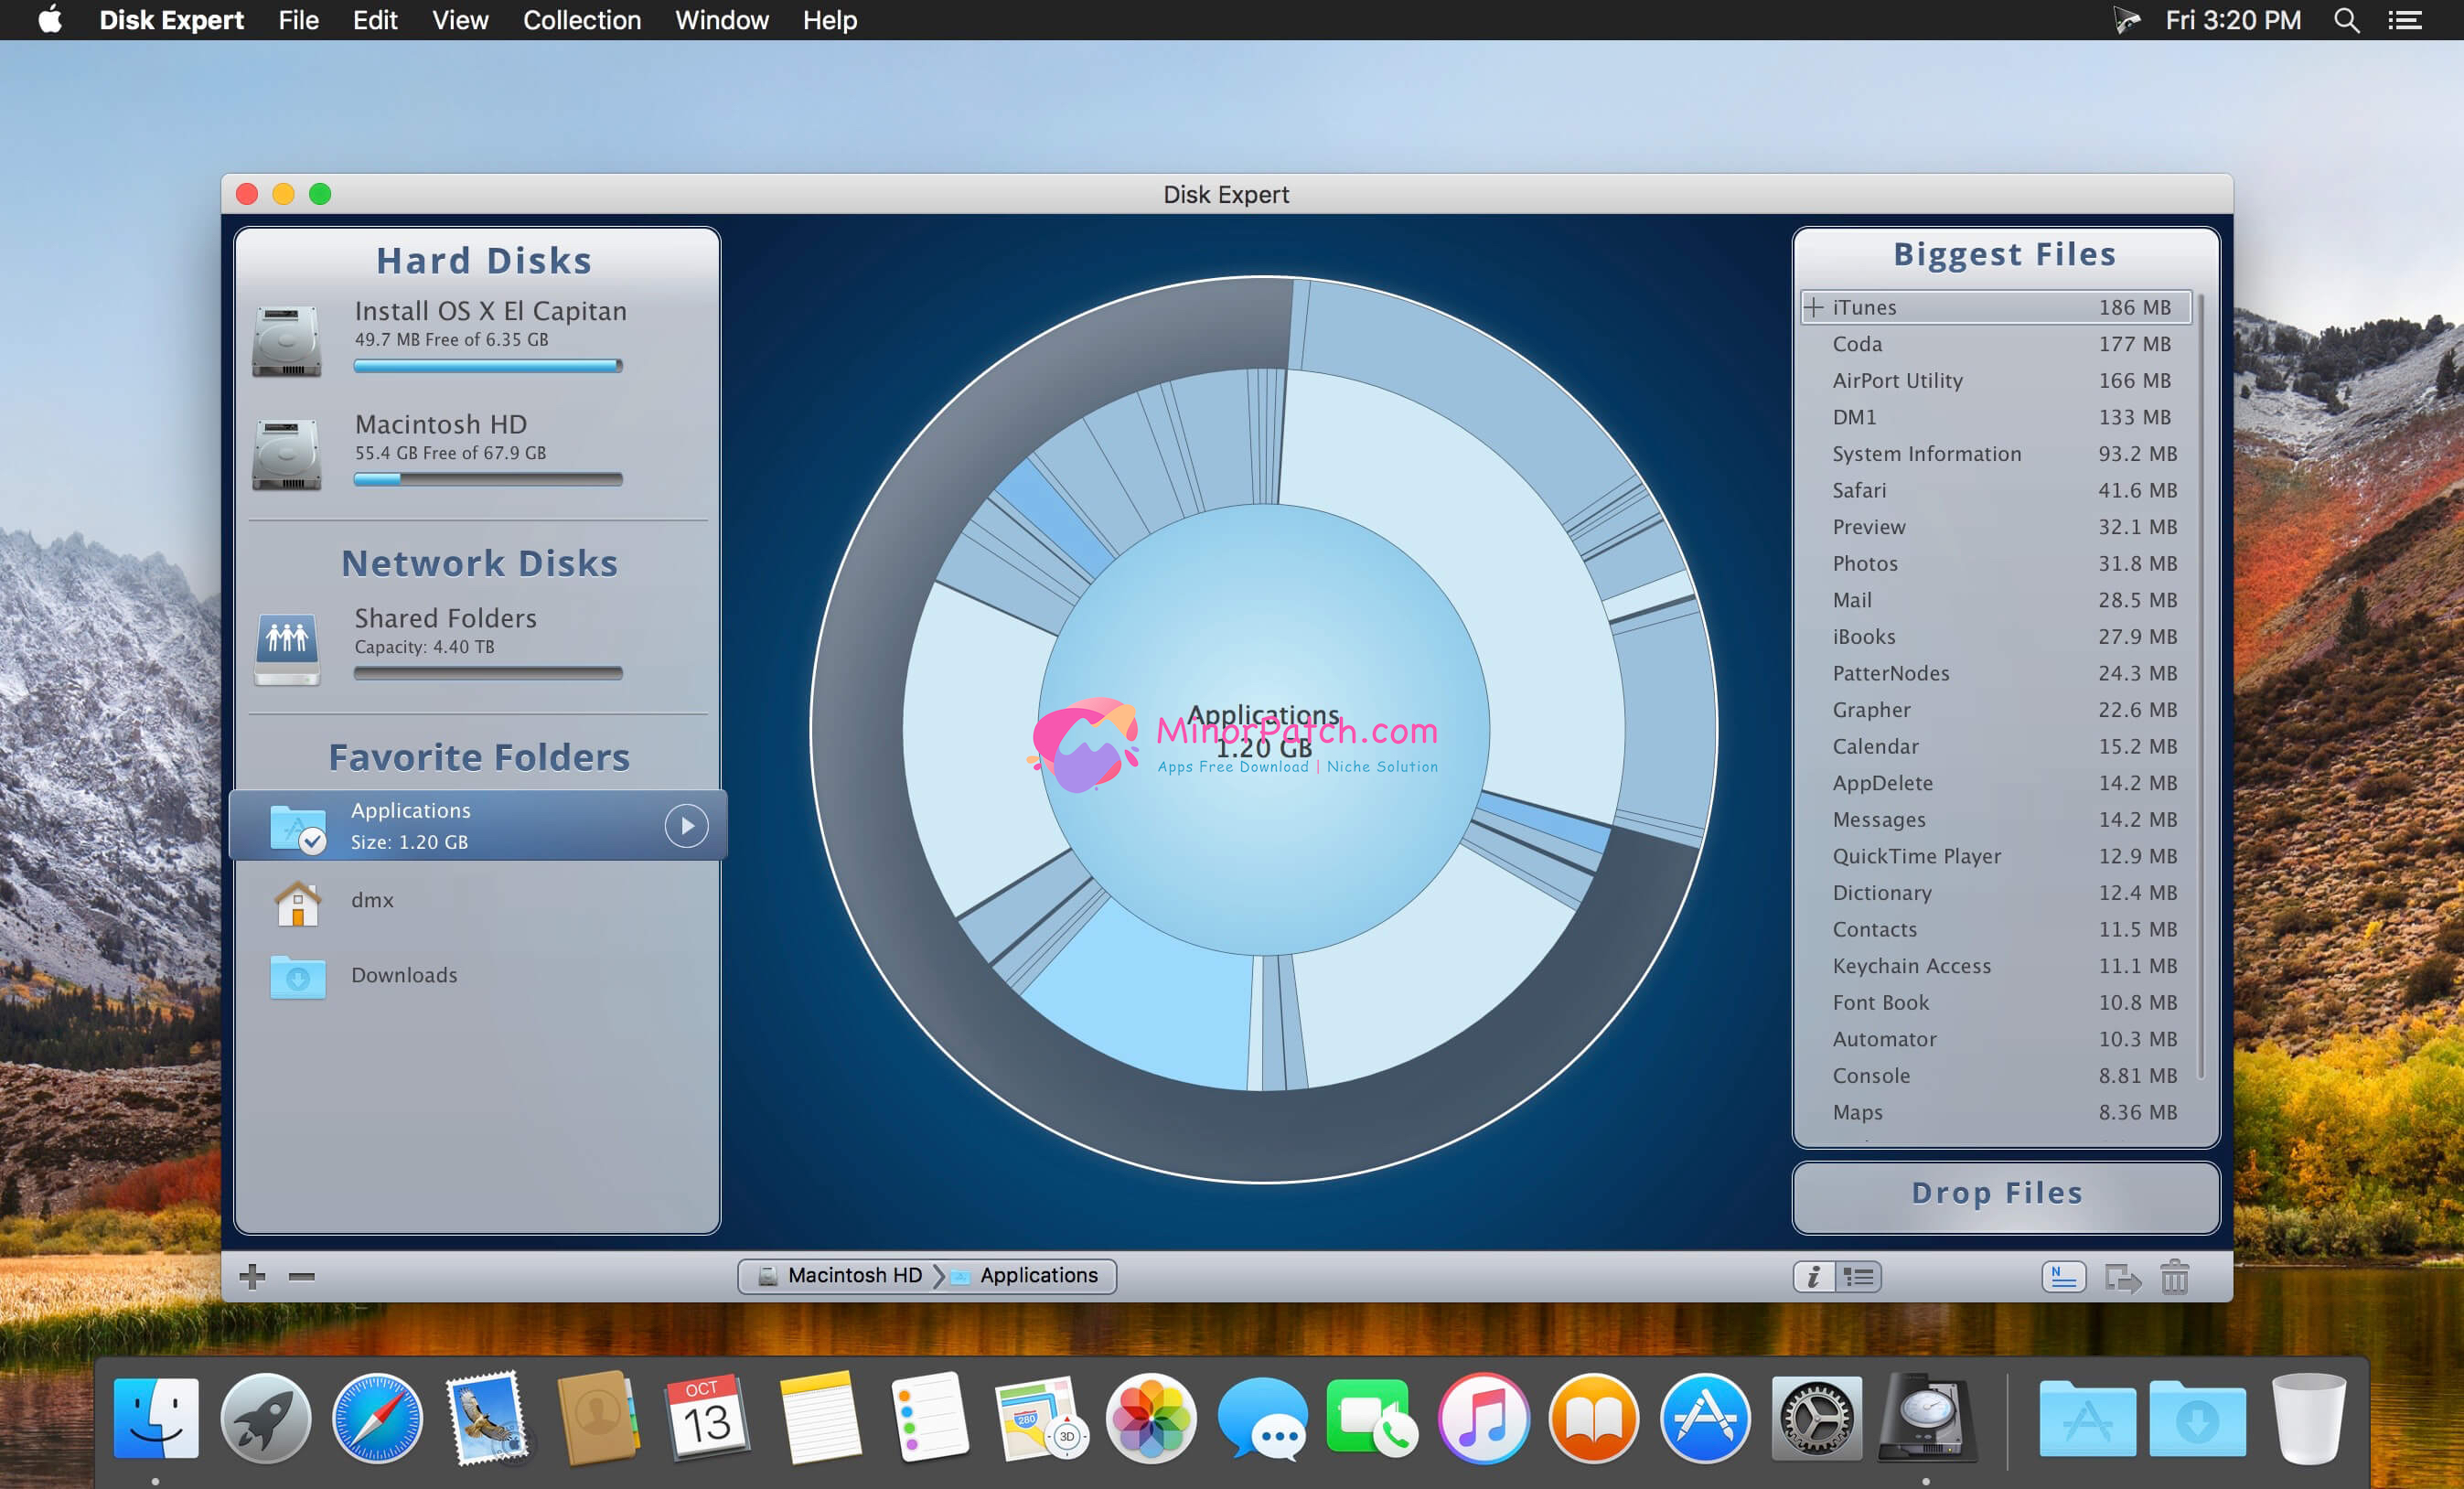 Disk Expert File Edit View Collection Window Help Fri 3:20 PM
Disk Expert
Hard Disks
Install OS X El Capitan
49.7 MB Free of 6.35 GB
Macintosh HD
55.4 GB Free of 67.9 GB
Network Disks
Shared Folders
Capacity: 4.40 TB
Favorite Folders
Applications
Size: 1.20 GB
dmx
Downloads
Applications
1.20 GB
MinorPatch.com
Apps Free Download | Niche Solution
Biggest Files
iTunes 186 MB
Coda 177 MB
AirPort Utility 166 MB
DM1 133 MB
System Information 93.2 MB
Safari 41.6 MB
Preview 32.1 MB
Photos 31.8 MB
Mail 28.5 MB
iBooks 27.9 MB
PatterNodes 24.3 MB
Grapher 22.6 MB
Calendar 15.2 MB
AppDelete 14.2 MB
Messages 14.2 MB
QuickTime Player 12.9 MB
Dictionary 12.4 MB
Contacts 11.5 MB
Keychain Access 11.1 MB
Font Book 10.8 MB
Automator 10.3 MB
Console 8.81 MB
Maps 8.36 MB
Drop Files
Macintosh HD Applications
i
N
OCT
13
280
3D